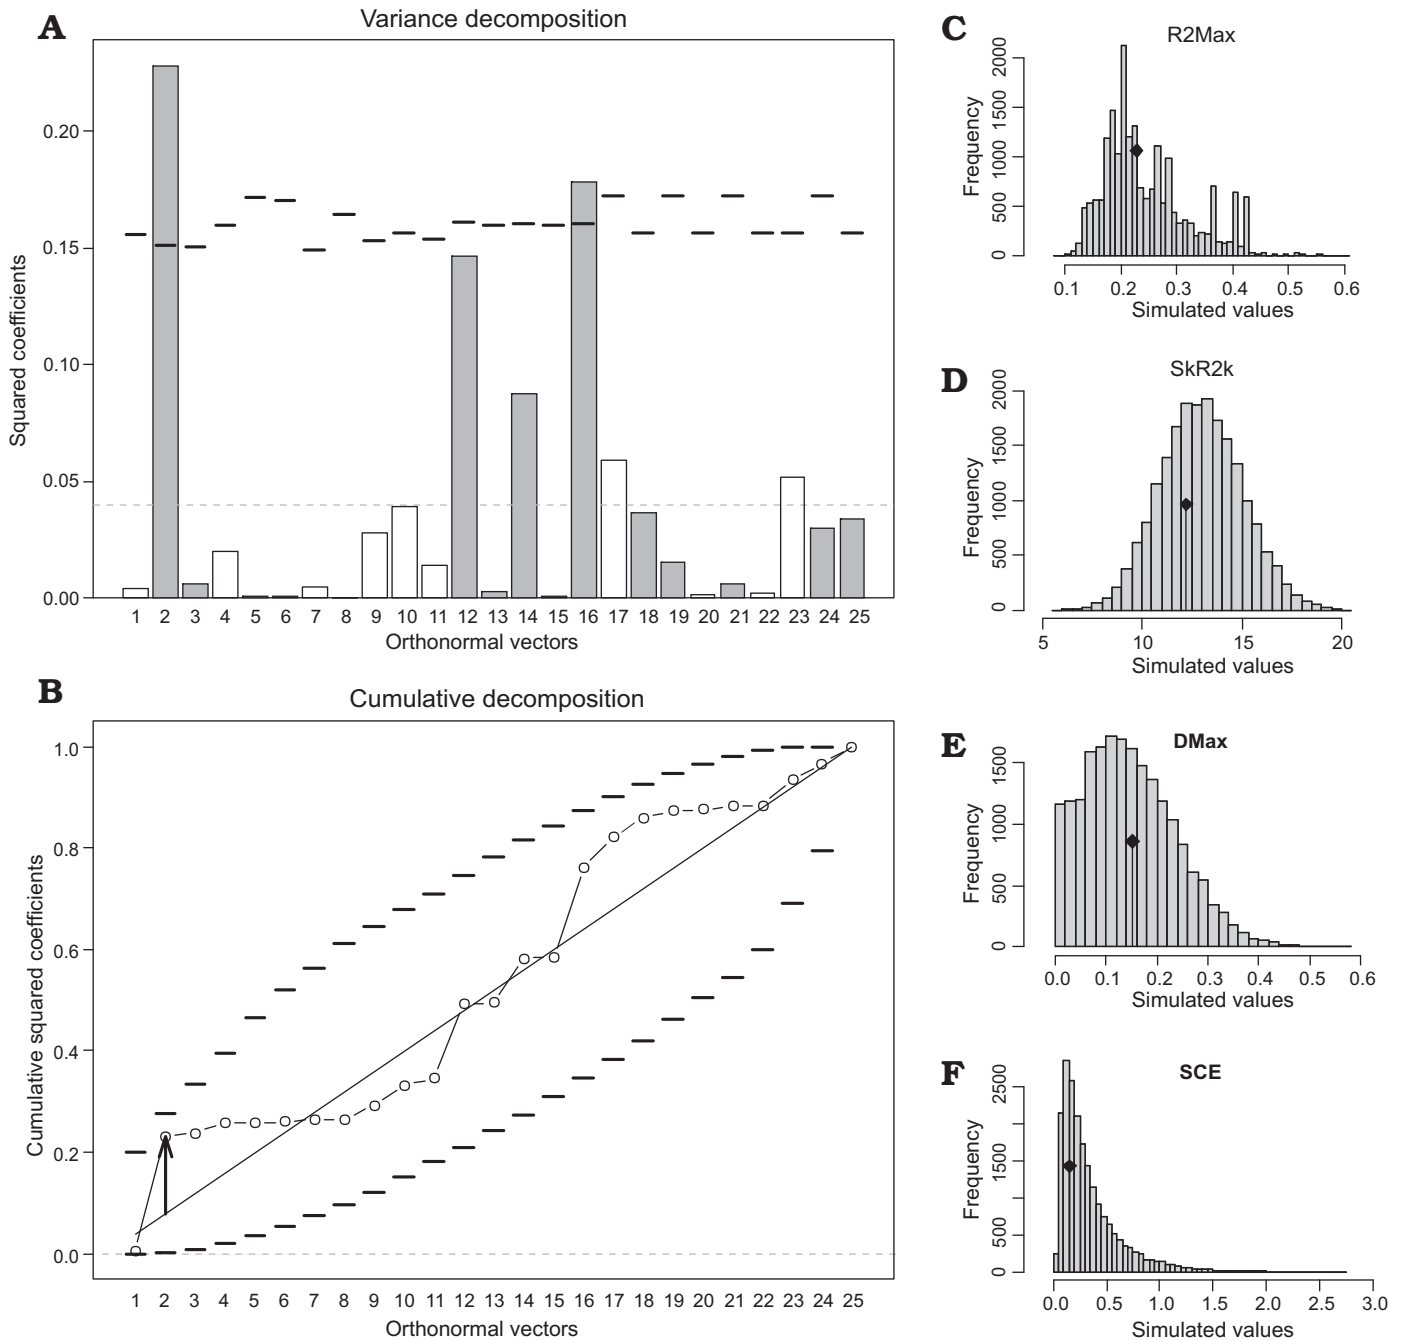 A
Variance decomposition
Squared coefficients
0.20
0.15
0.10
0.05
0.00
1 2 3 4 5 6 7 8 9 10 11 12 13 14 15 16 17 18 19 20 21 22 23 24 25
Orthonormal vectors
B
Cumulative decomposition
Cumulative squared coefficients
1.0
0.8
0.6
0.4
0.2
0.0
1 2 3 4 5 6 7 8 9 10 11 12 13 14 15 16 17 18 19 20 21 22 23 24 25
Orthonormal vectors
C
R2Max
Frequency
2000
1500
1000
500
0
0.1 0.2 0.3 0.4 0.5 0.6
Simulated values
D
SkR2k
Frequency
2000
1500
1000
500
0
5 10 15 20
Simulated values
E
DMax
Frequency
1500
1000
500
0
0.0 0.1 0.2 0.3 0.4 0.5 0.6
Simulated values
F
SCE
Frequency
2500
1500
500
0
0.0 0.5 1.0 1.5 2.0 2.5 3.0
Simulated values